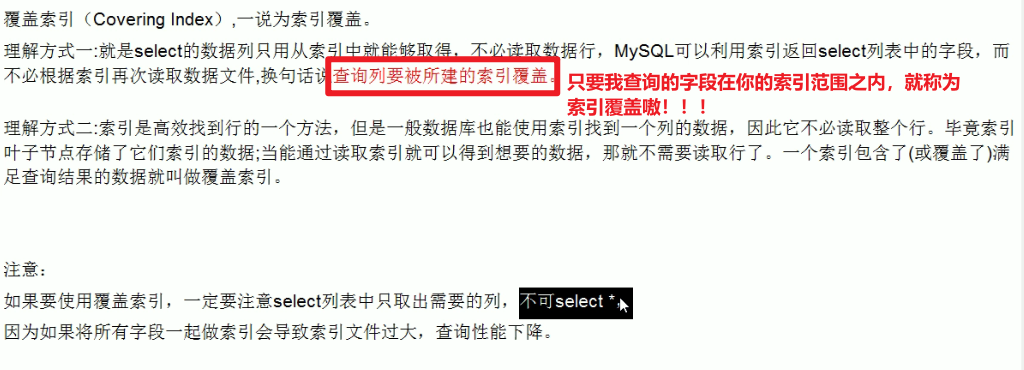 覆盖索引（Covering Index）,一说为索引覆盖。
理解方式一:就是select的数据列只用从索引中就能够取得，不必读取数据行，MySQL可以利用索引返回select列表中的字段，而
不必根据索引再次读取数据文件,换句话说查询列要被所建的索引覆盖。
只要我查询的字段在你的索引范围之内，就称为
索引覆盖嗷！！！
理解方式二:索引是高效找到行的一个方法，但是一般数据库也能使用索引找到一个列的数据，因此它不必读取整个行。毕竟索引
叶子节点存储了它们索引的数据;当能通过读取索引就可以得到想要的数据，那就不需要读取行了。一个索引包含了(或覆盖了)满
足查询结果的数据就叫做覆盖索引。
注意：
如果要使用覆盖索引，一定要注意select列表中只取出需要的列，不可select *，
因为如果将所有字段一起做索引会导致索引文件过大，查询性能下降。